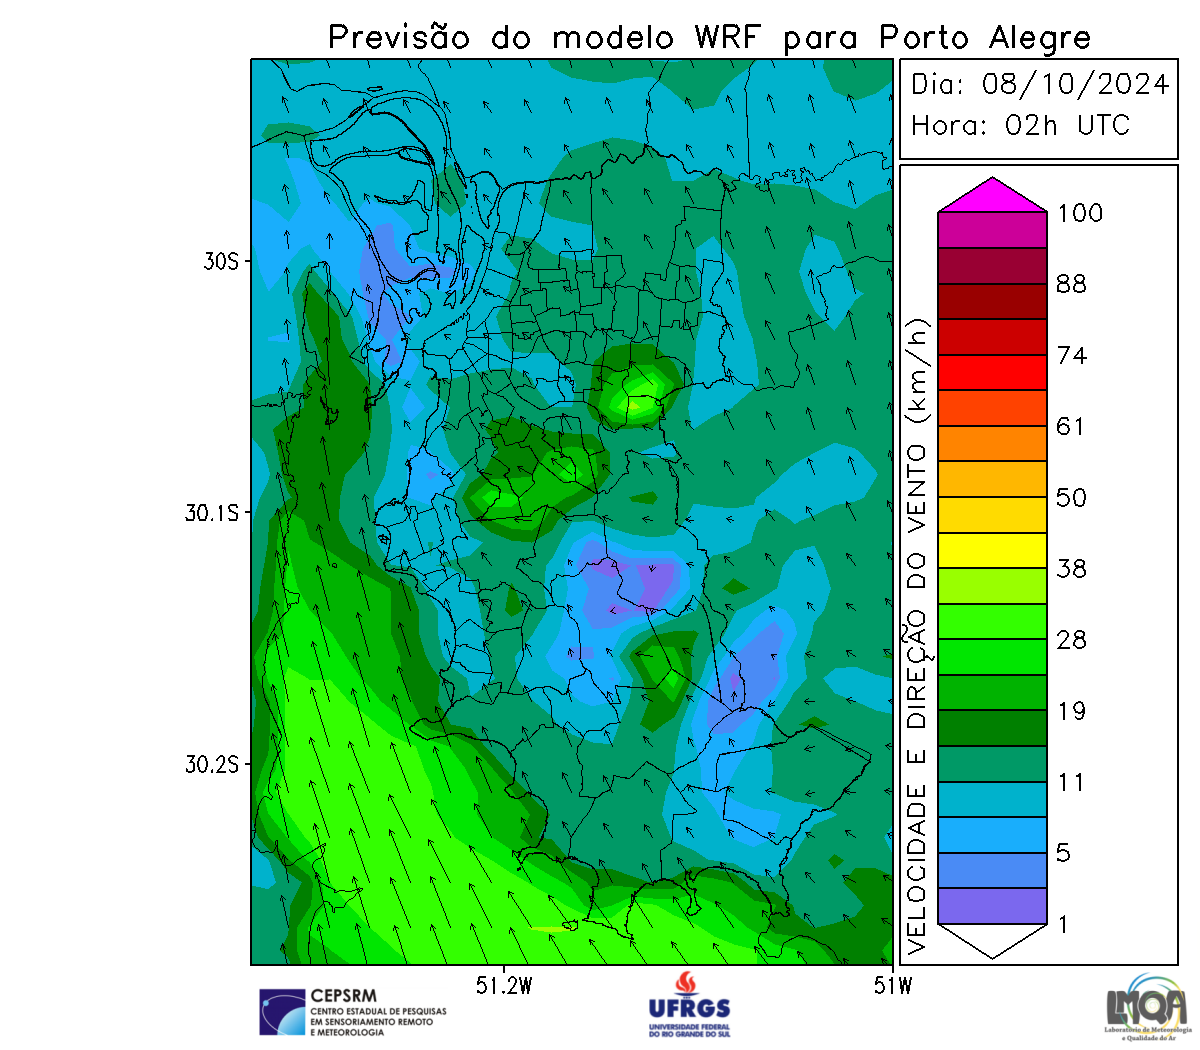 Previsão do modelo WRF para Porto Alegre
Dia: 08/10/2024
Hora: 02h UTC
30S
30.1S
30.2S
51.2W
51W
VELOCIDADE E DIREÇÃO DO VENTO (km/h)
100
88
74
61
50
38
28
19
11
5
1
CEPSRM
CENTRO ESTADUAL DE PESQUISAS
EM SENSORIAMENTO REMOTO
E METEOROLOGIA
UFRGS
UNIVERSIDADE FEDERAL
DO RIO GRANDE DO SUL
LMQA
Laboratório de Meteorologia
e Qualidade do Ar